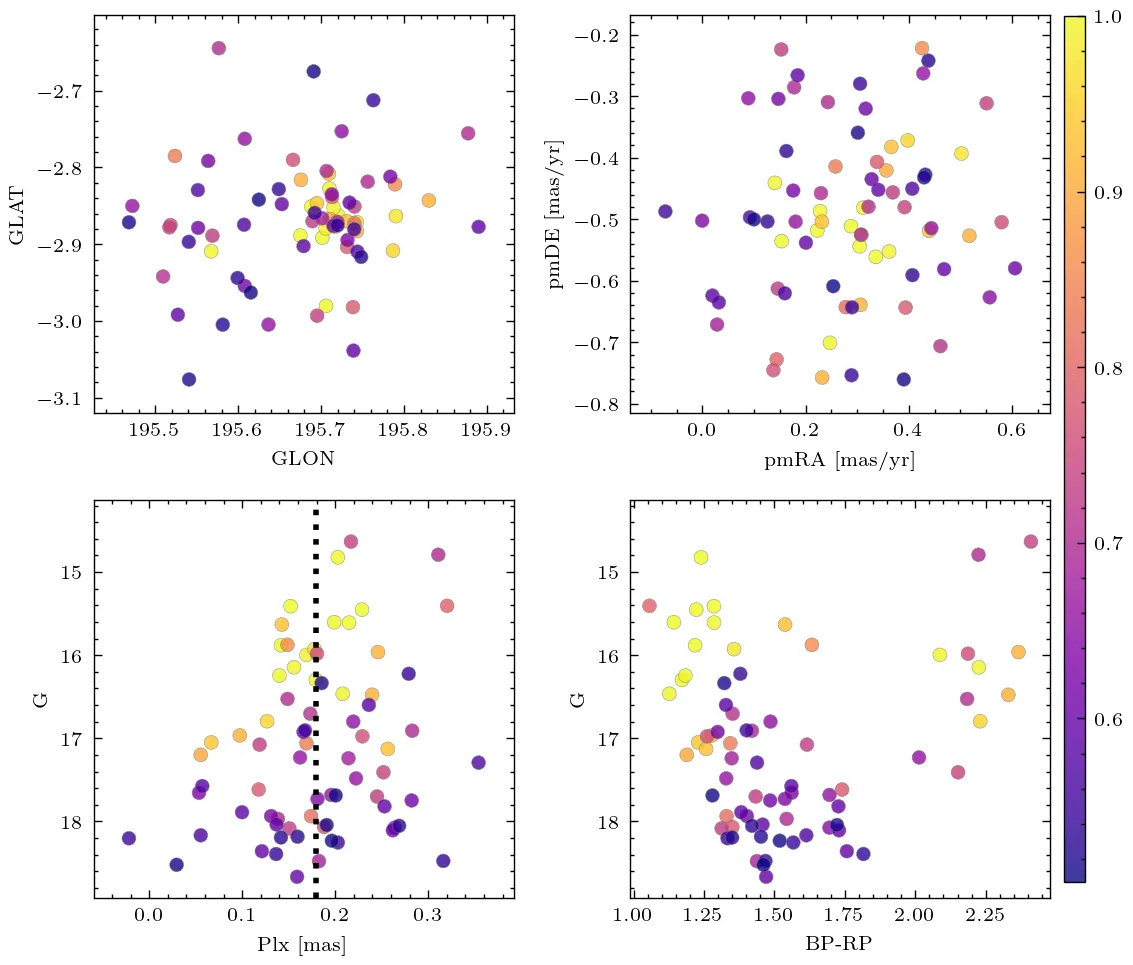 GLAT
−2.7
−2.8
−2.9
−3.0
−3.1
195.5 195.6 195.7 195.8 195.9
GLON
pmDE [mas/yr]
−0.2
−0.3
−0.4
−0.5
−0.6
−0.7
−0.8
0.0 0.2 0.4 0.6
pmRA [mas/yr]
1.0
0.9
0.8
0.7
0.6
G
15
16
17
18
0.0 0.1 0.2 0.3
Plx [mas]
G
15
16
17
18
1.00 1.25 1.50 1.75 2.00 2.25
BP-RP